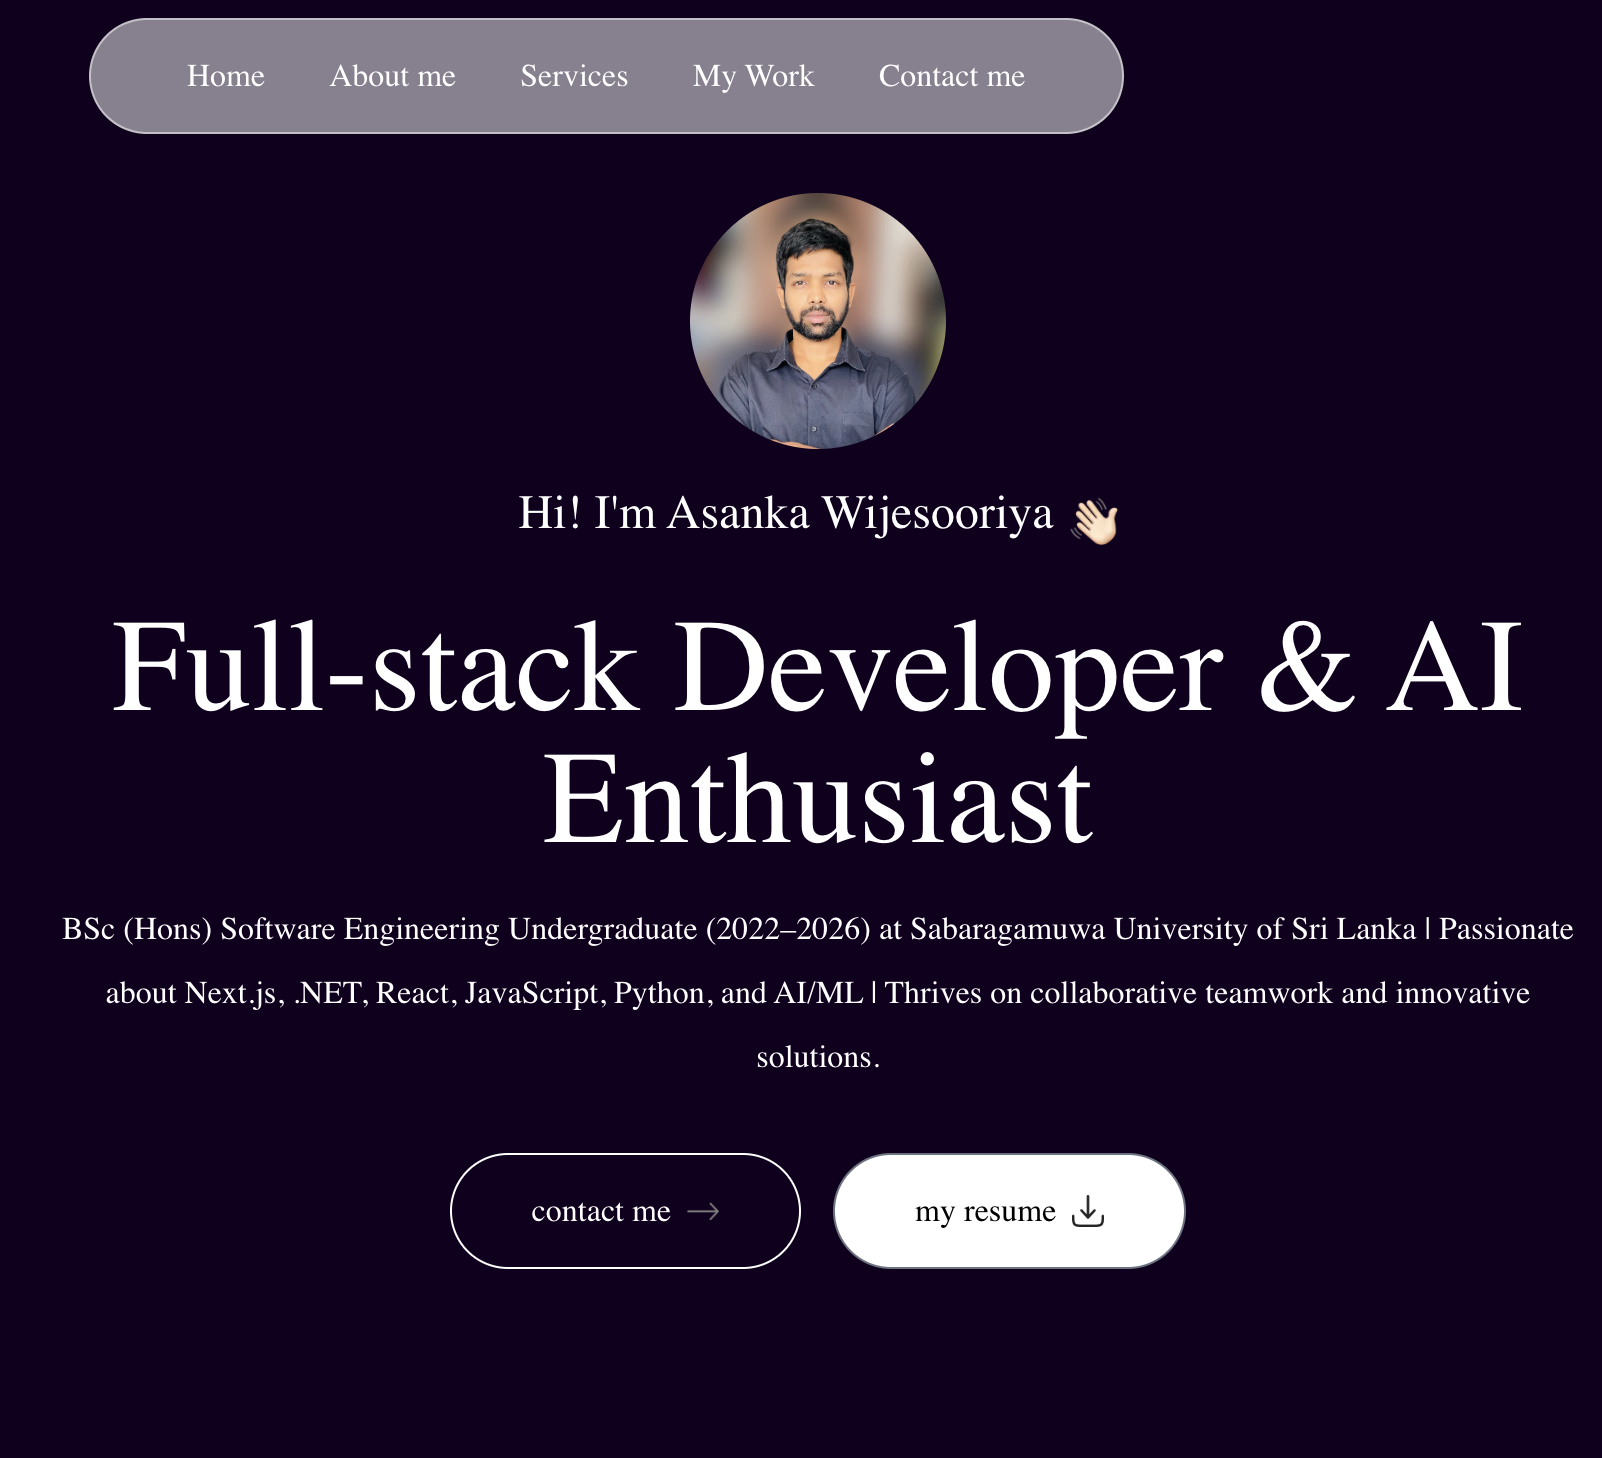 Home About me Services My Work Contact me
Hi! I'm Asanka Wijesooriya 👋🏻
Full-stack Developer & AI
Enthusiast
BSc (Hons) Software Engineering Undergraduate (2022–2026) at Sabaragamuwa University of Sri Lanka | Passionate
about Next.js, .NET, React, JavaScript, Python, and AI/ML | Thrives on collaborative teamwork and innovative
solutions.
contact me my resume